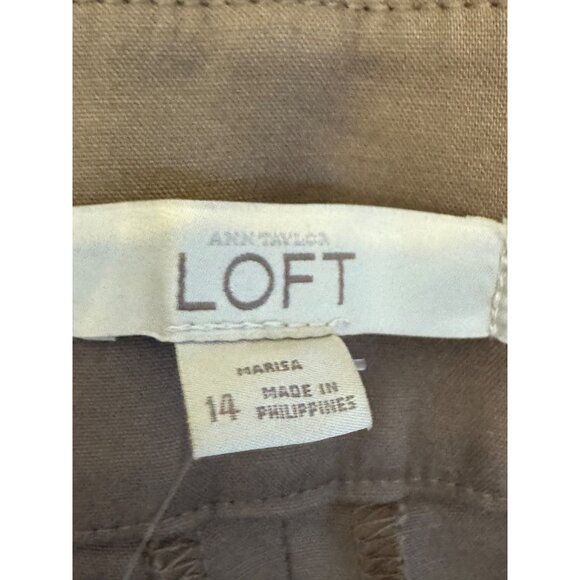 ANN TAYLOR
LOFT
MARISA
14 MADE IN
PHILIPPINES